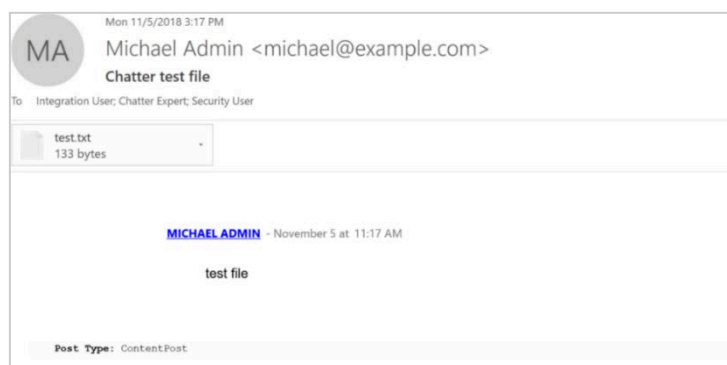 Mon 11/5/2018 3:17 PM
MA
Michael Admin <michael@example.com>
Chatter test file
To Integration User; Chatter Expert; Security User
test.txt
133 bytes
MICHAEL ADMIN - November 5 at 11:17 AM
test file
Post Type: ContentPost